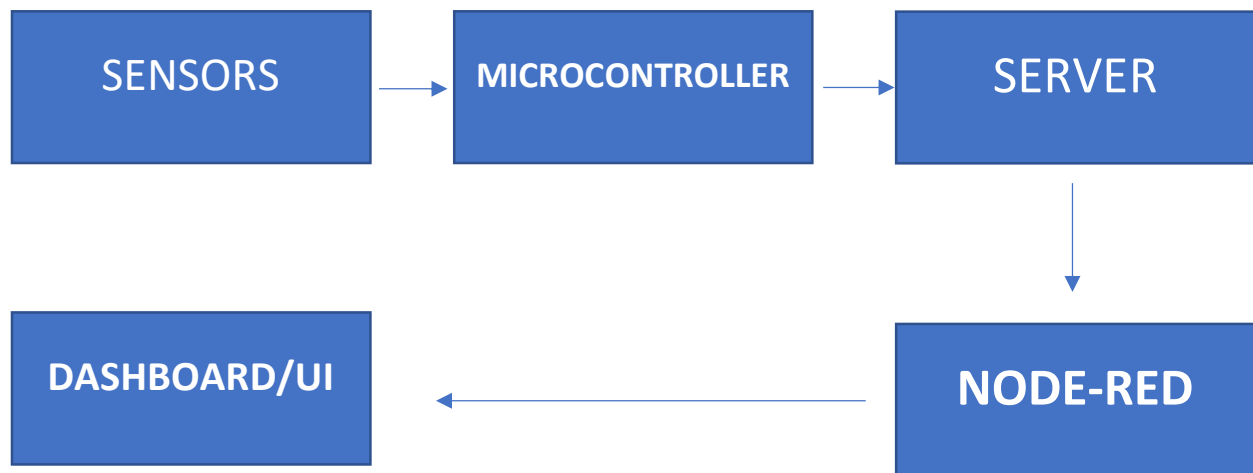 SENSORS
MICROCONTROLLER
SERVER
DASHBOARD/UI
NODE-RED